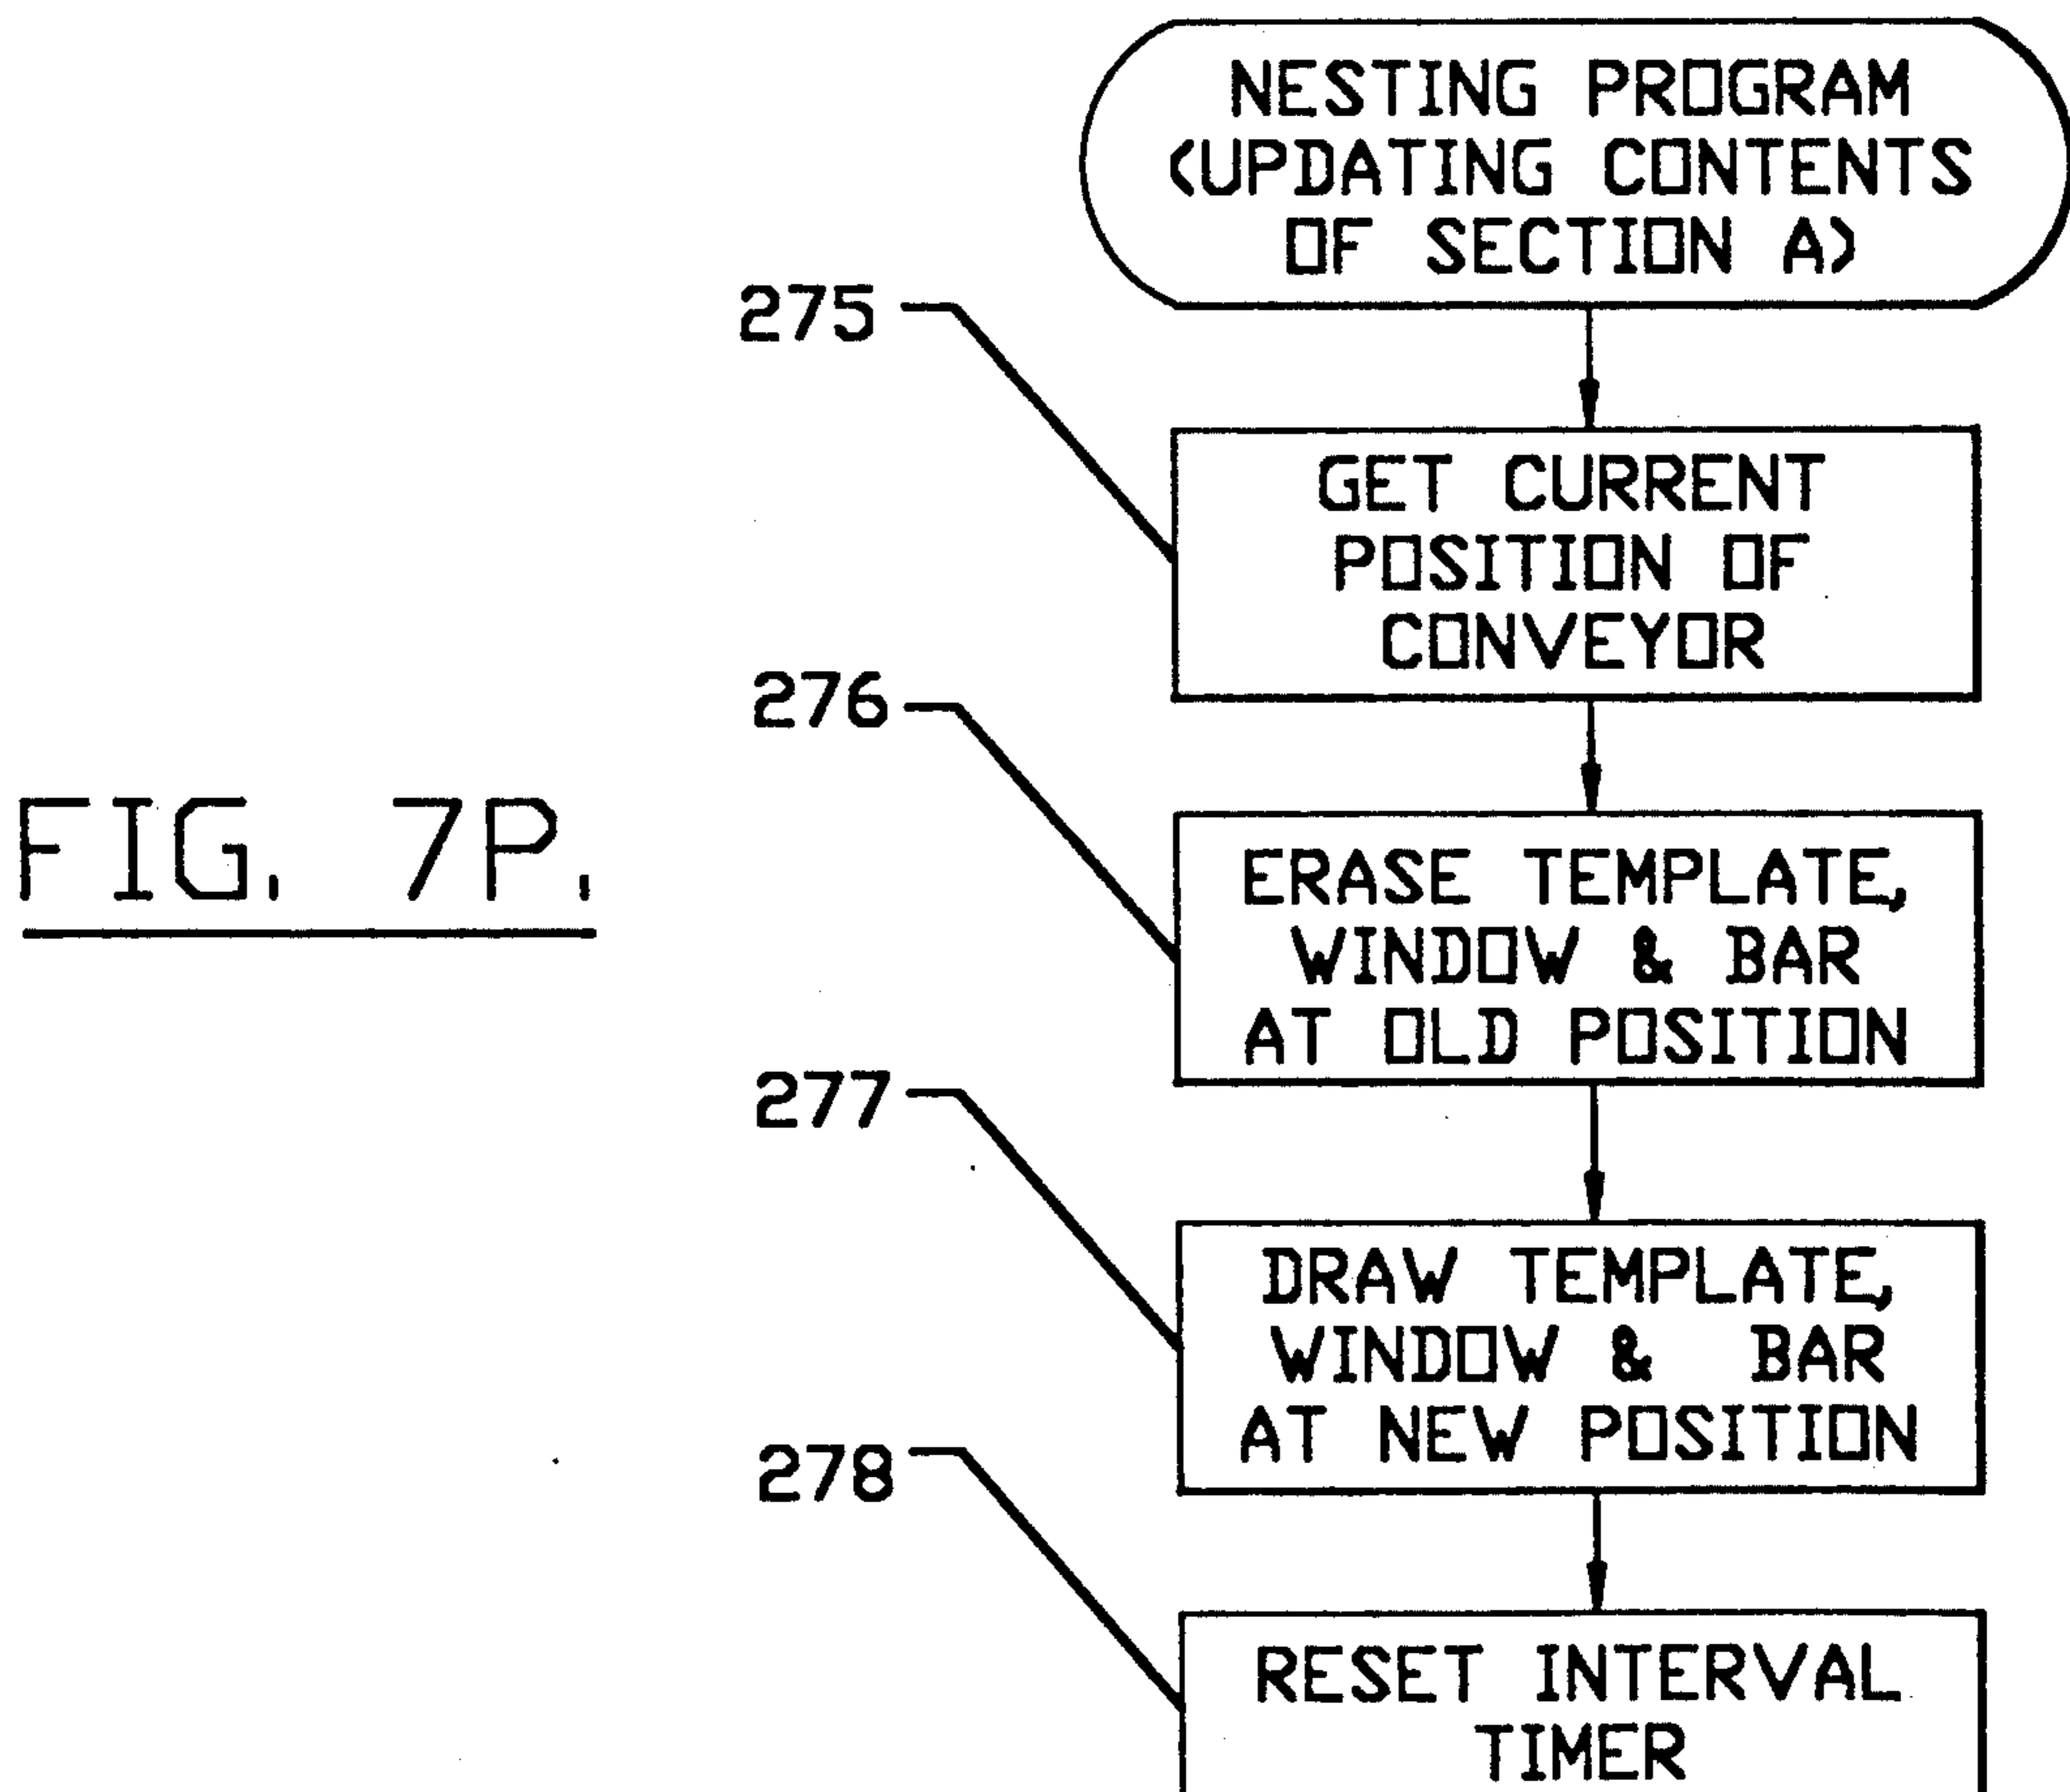 NESTING PROGRAM
(UPDATING CONTENTS
OF SECTION A)
275
GET CURRENT
POSITION OF
CONVEYOR
276
ERASE TEMPLATE,
WINDOW & BAR
AT OLD POSITION
FIG. 7P.
277
DRAW TEMPLATE,
WINDOW & BAR
AT NEW POSITION
278
RESET INTERVAL
TIMER